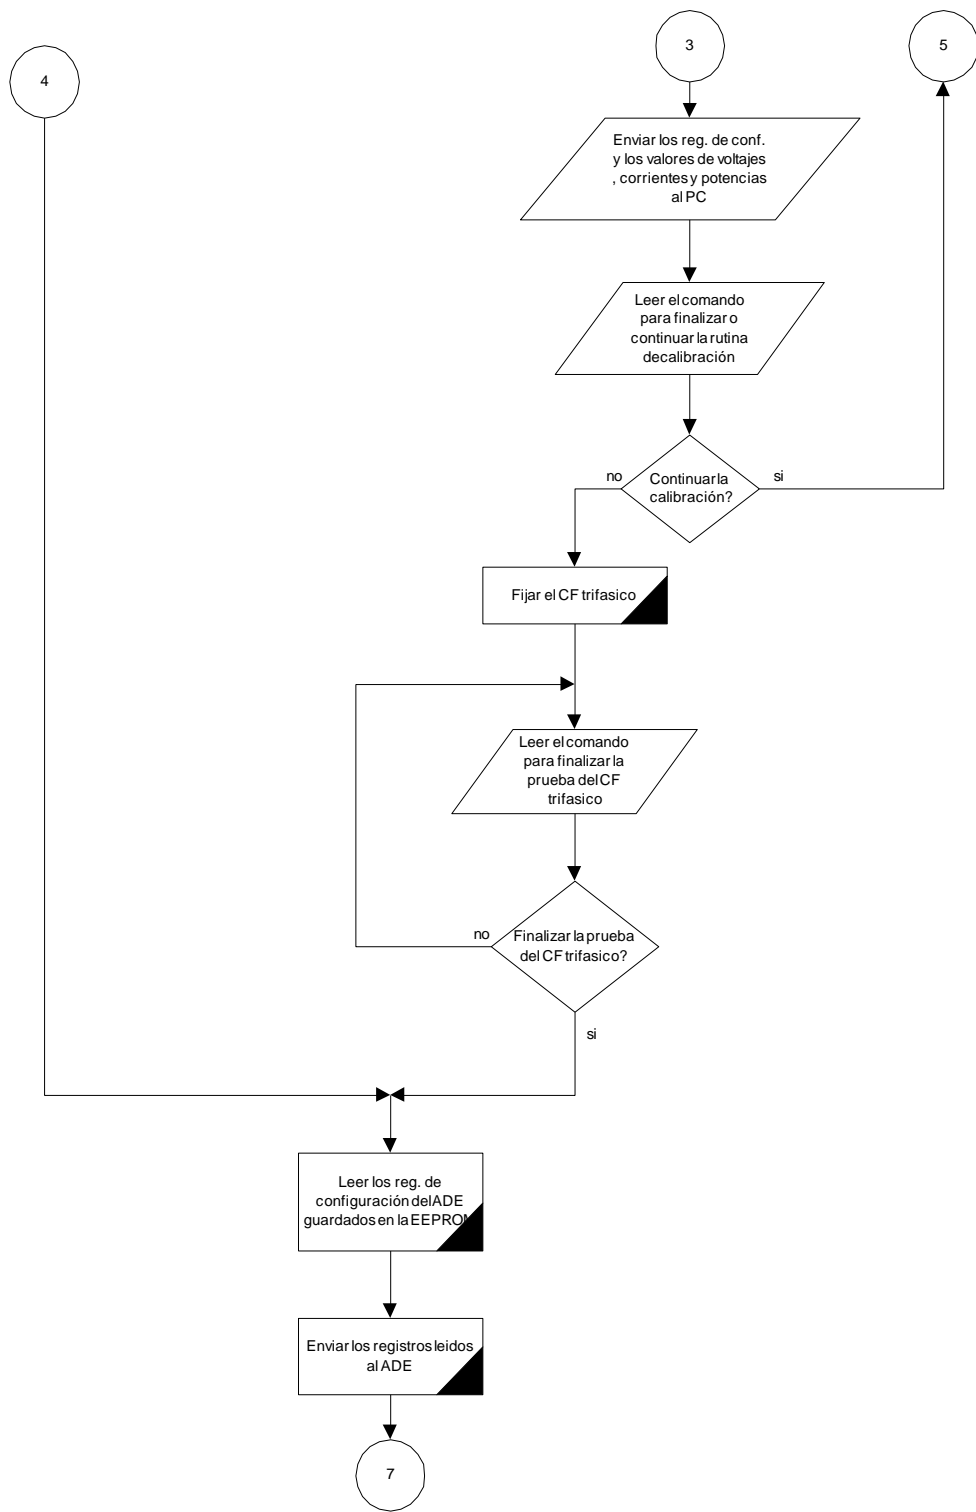 4
3
5
Enviar los reg. de conf.
y los valores de voltajes
, corrientes y potencias
al PC
Leer el comando
para finalizar o
continuar la rutina
decalibración
no
Continuar la
calibración?
si
Fijar el CF trifasico
Leer el comando
para finalizar la
prueba del CF
trifasico
no
Finalizar la prueba
del CF trifasico?
si
Leer los reg. de
configuración del ADE
guardados en la EEPROM
Enviar los registros leidos
al ADE
7